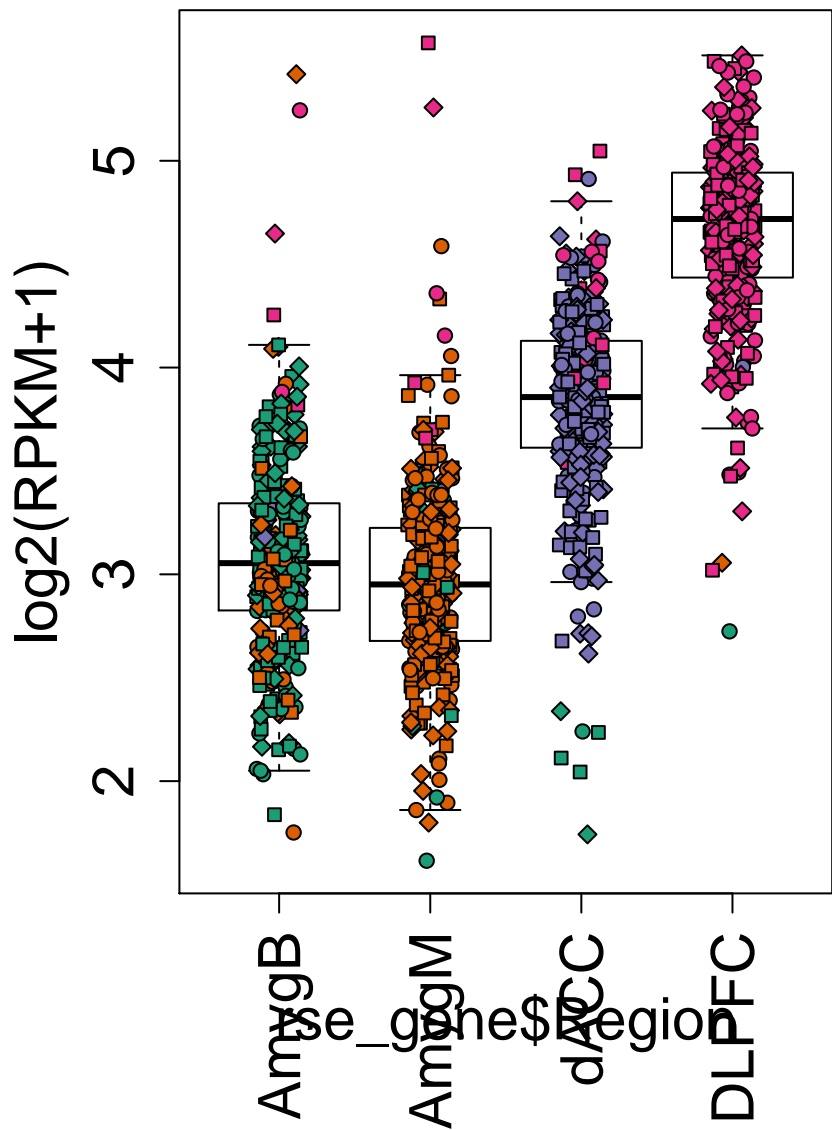 log2(RPKM+1)
5
4
3
2
AmygB
AmygM
dACC
DLPFC
rse_gene$Region